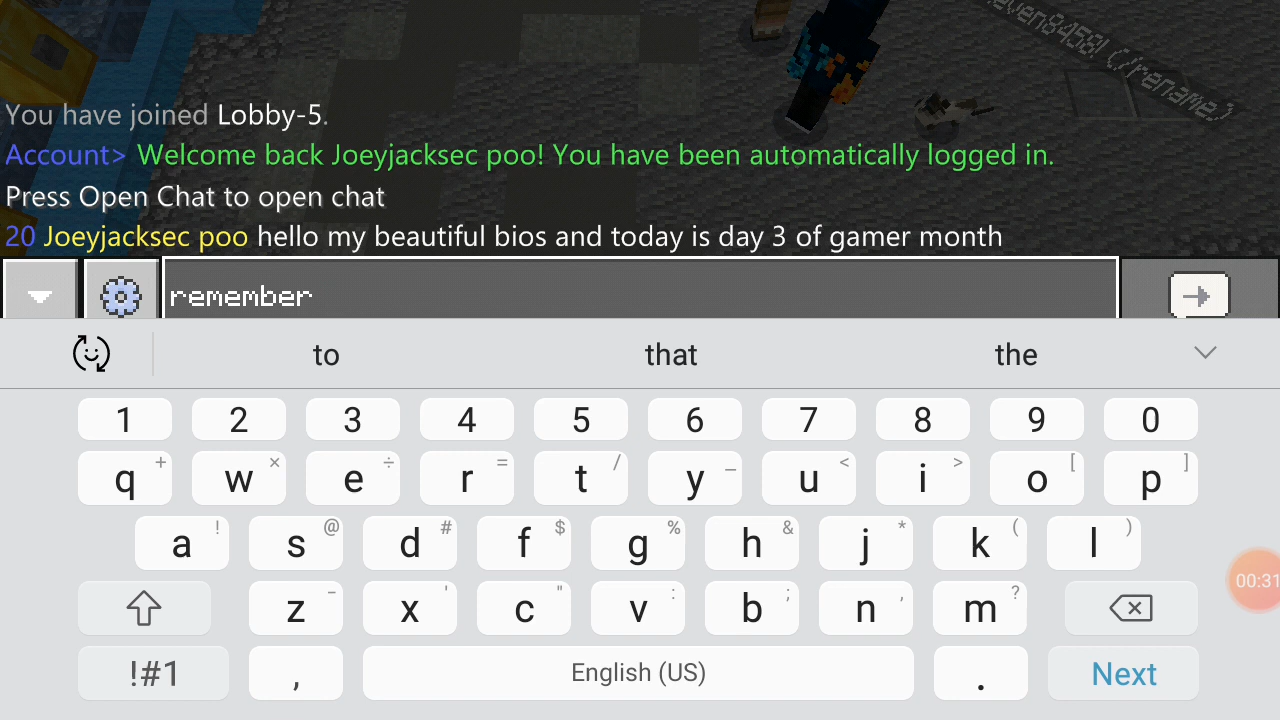 even8458! (/rename)
You have joined Lobby-5.
Account> Welcome back Joeyjacksec poo! You have been automatically logged in.
Press Open Chat to open chat
20 Joeyjacksec poo hello my beautiful bios and today is day 3 of gamer month
remember
to that the
1 2 3 4 5 6 7 8 9 0
q + w × e ÷ r = t / y _ u < i > o [ p ]
a ! s @ d # f $ g % h & j * k ( l )
z - x ' c " v : b ; n , m ?
!#1 , English (US) . Next
00:31